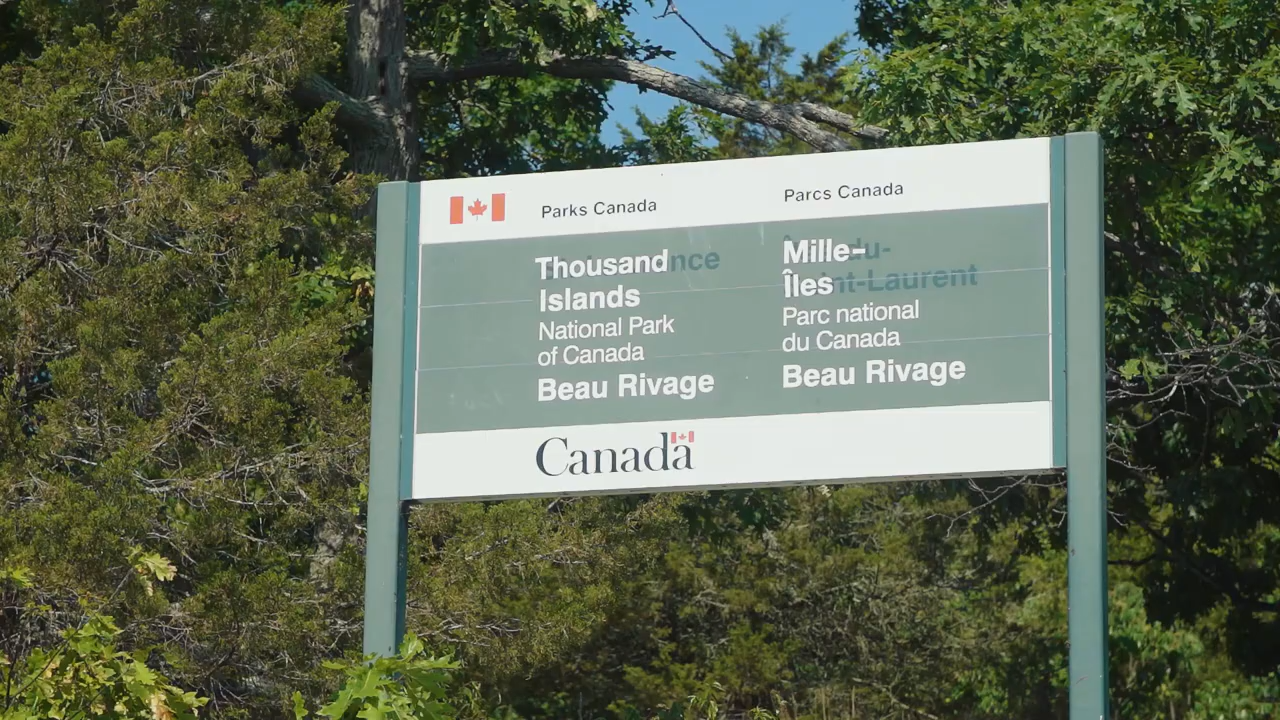 Parks Canada
Thousand
Islands
National Park
of Canada
Beau Rivage
Parcs Canada
Mille-
Îles
Parc national
du Canada
Beau Rivage
Canada